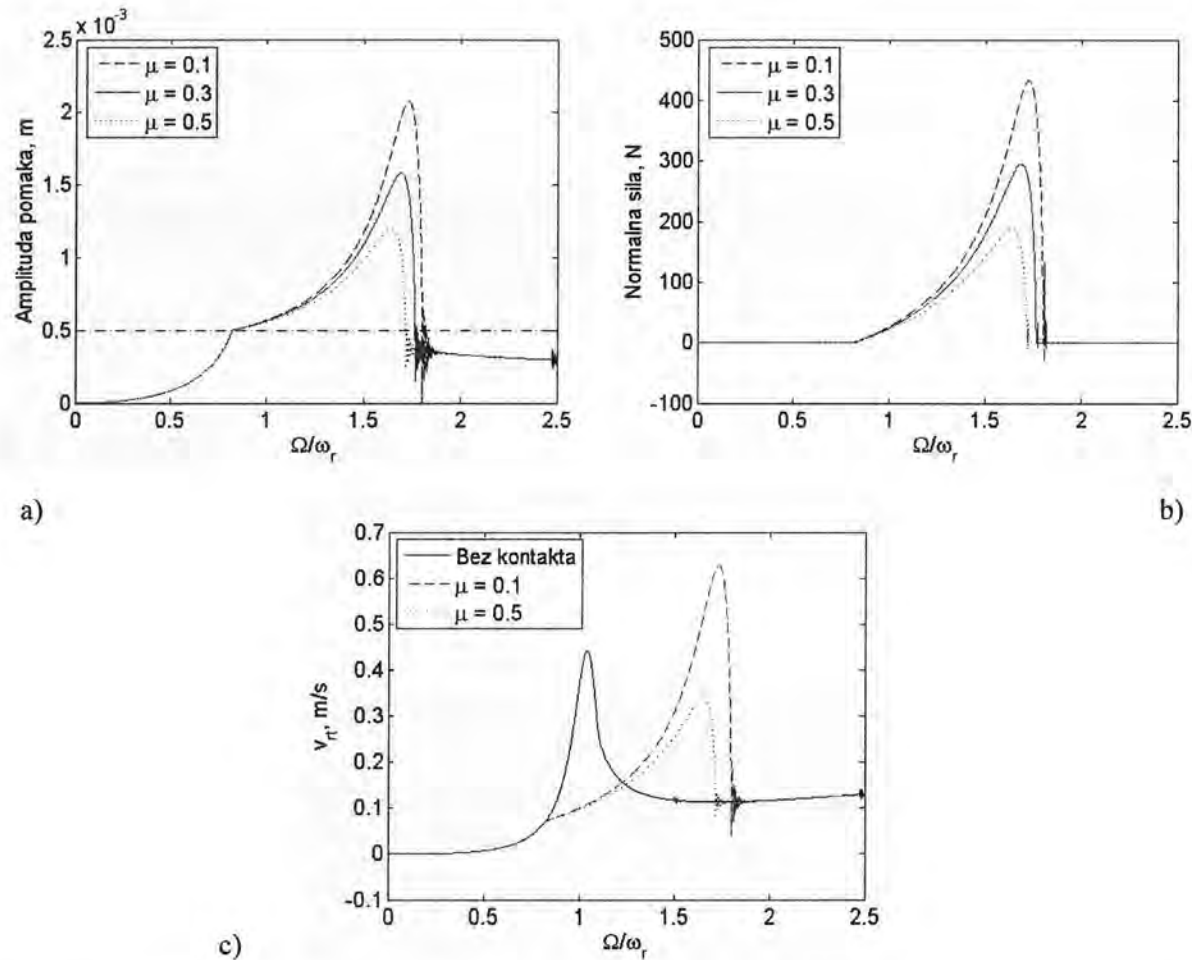 x 10⁻³
2.5
2
1.5
1
0.5
0
Amplituda pomaka, m
μ = 0.1
μ = 0.3
μ = 0.5
0 0.5 1 1.5 2 2.5
Ω/ωᵣ
a)
500
400
300
200
100
0
-100
Normalna sila, N
μ = 0.1
μ = 0.3
μ = 0.5
0 0.5 1 1.5 2 2.5
Ω/ωᵣ
b)
0.7
0.6
0.5
0.4
0.3
0.2
0.1
0
-0.1
v_rt, m/s
Bez kontakta
μ = 0.1
μ = 0.5
0 0.5 1 1.5 2 2.5
Ω/ωᵣ
c)